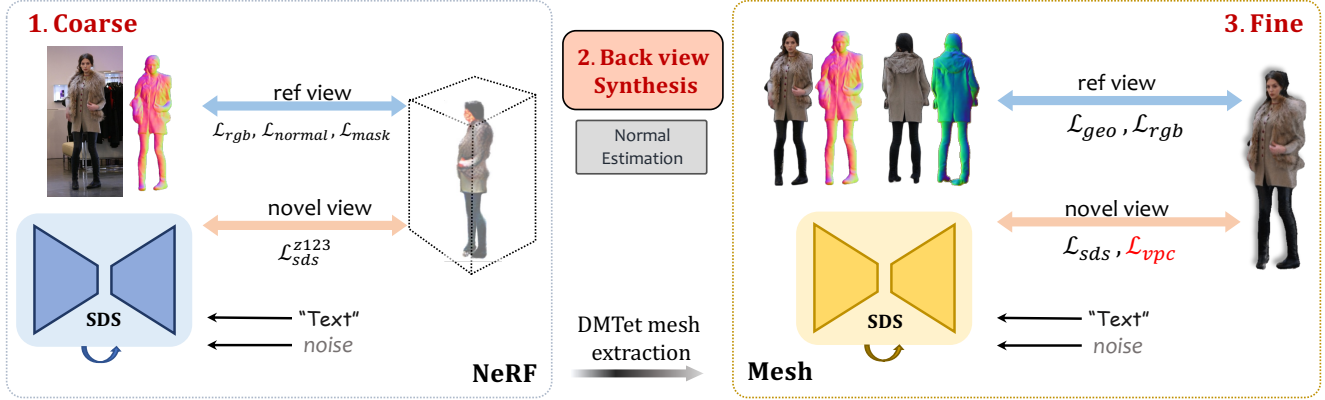 1. Coarse
ref view
ℒ_rgb, ℒ_normal, ℒ_mask
novel view
ℒ_sds^z123
SDS
"Text"
noise
NeRF
2. Back view
Synthesis
Normal
Estimation
DMTet mesh
extraction
3. Fine
ref view
ℒ_geo, ℒ_rgb
novel view
ℒ_sds, ℒ_vpc
SDS
"Text"
noise
Mesh